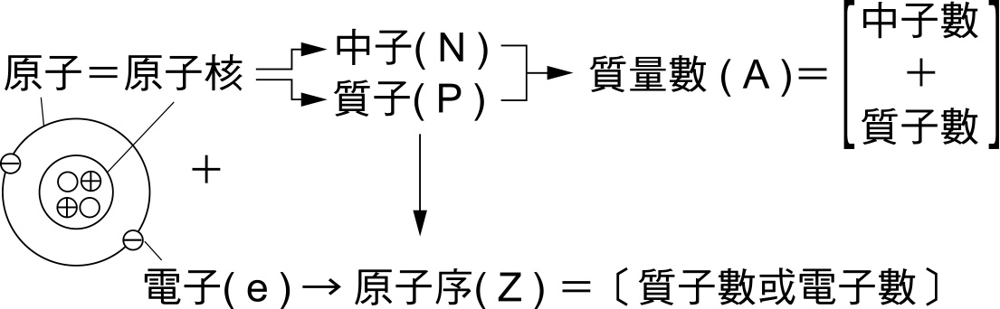 中子(N)
原子=原子核
質子(P)
質量數(A)=[中子數
+
質子數]
+
電子(e)→原子序(Z)=〔質子數或電子數〕